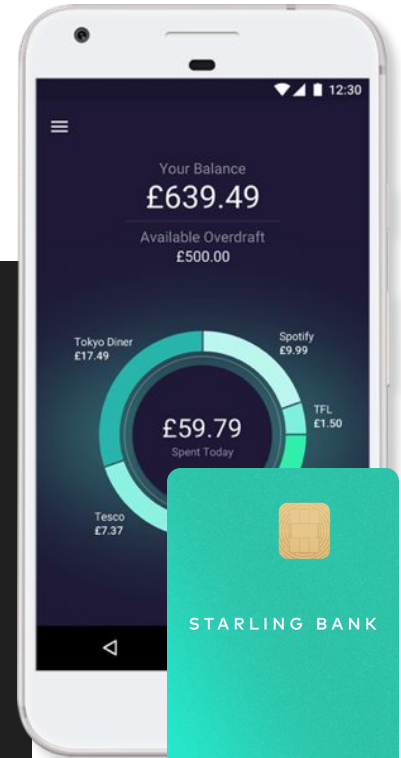 12:30
Your Balance
£639.49
Available Overdraft
£500.00
Tokyo Diner
£17.49
Spotify
£9.99
TFL
£1.50
£59.79
Spent Today
Tesco
£7.37
STARLING BANK